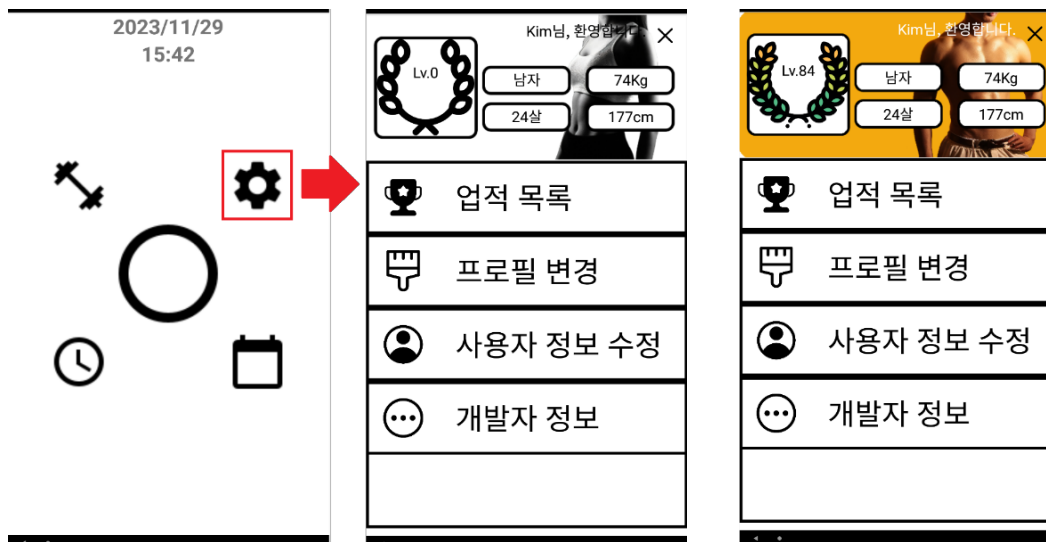 2023/11/29
15:42
Kim님, 환영합니다.
Lv.0
남자
74Kg
24살
177cm
업적 목록
프로필 변경
사용자 정보 수정
개발자 정보
Kim님, 환영합니다.
Lv.84
남자
74Kg
24살
177cm
업적 목록
프로필 변경
사용자 정보 수정
개발자 정보